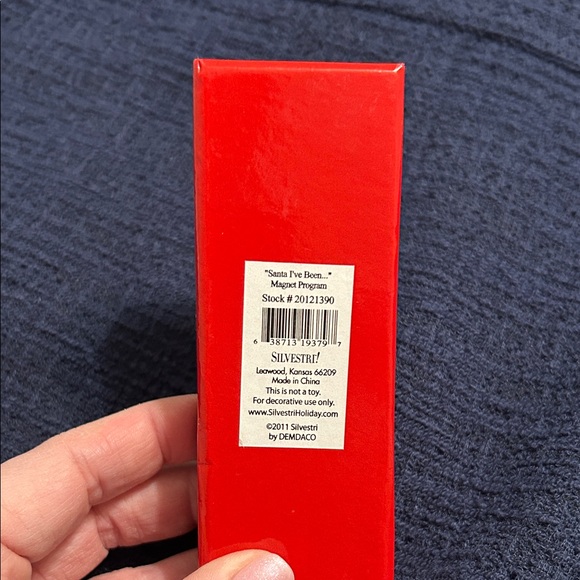 "Santa I've Been..."
Magnet Program
Stock # 20121390
6 38713 19379 7
SILVESTRI!
Leawood, Kansas 66209
Made in China
This is not a toy.
For decorative use only.
www.SilvestriHoliday.com
©2011 Silvestri
by DEMDACO